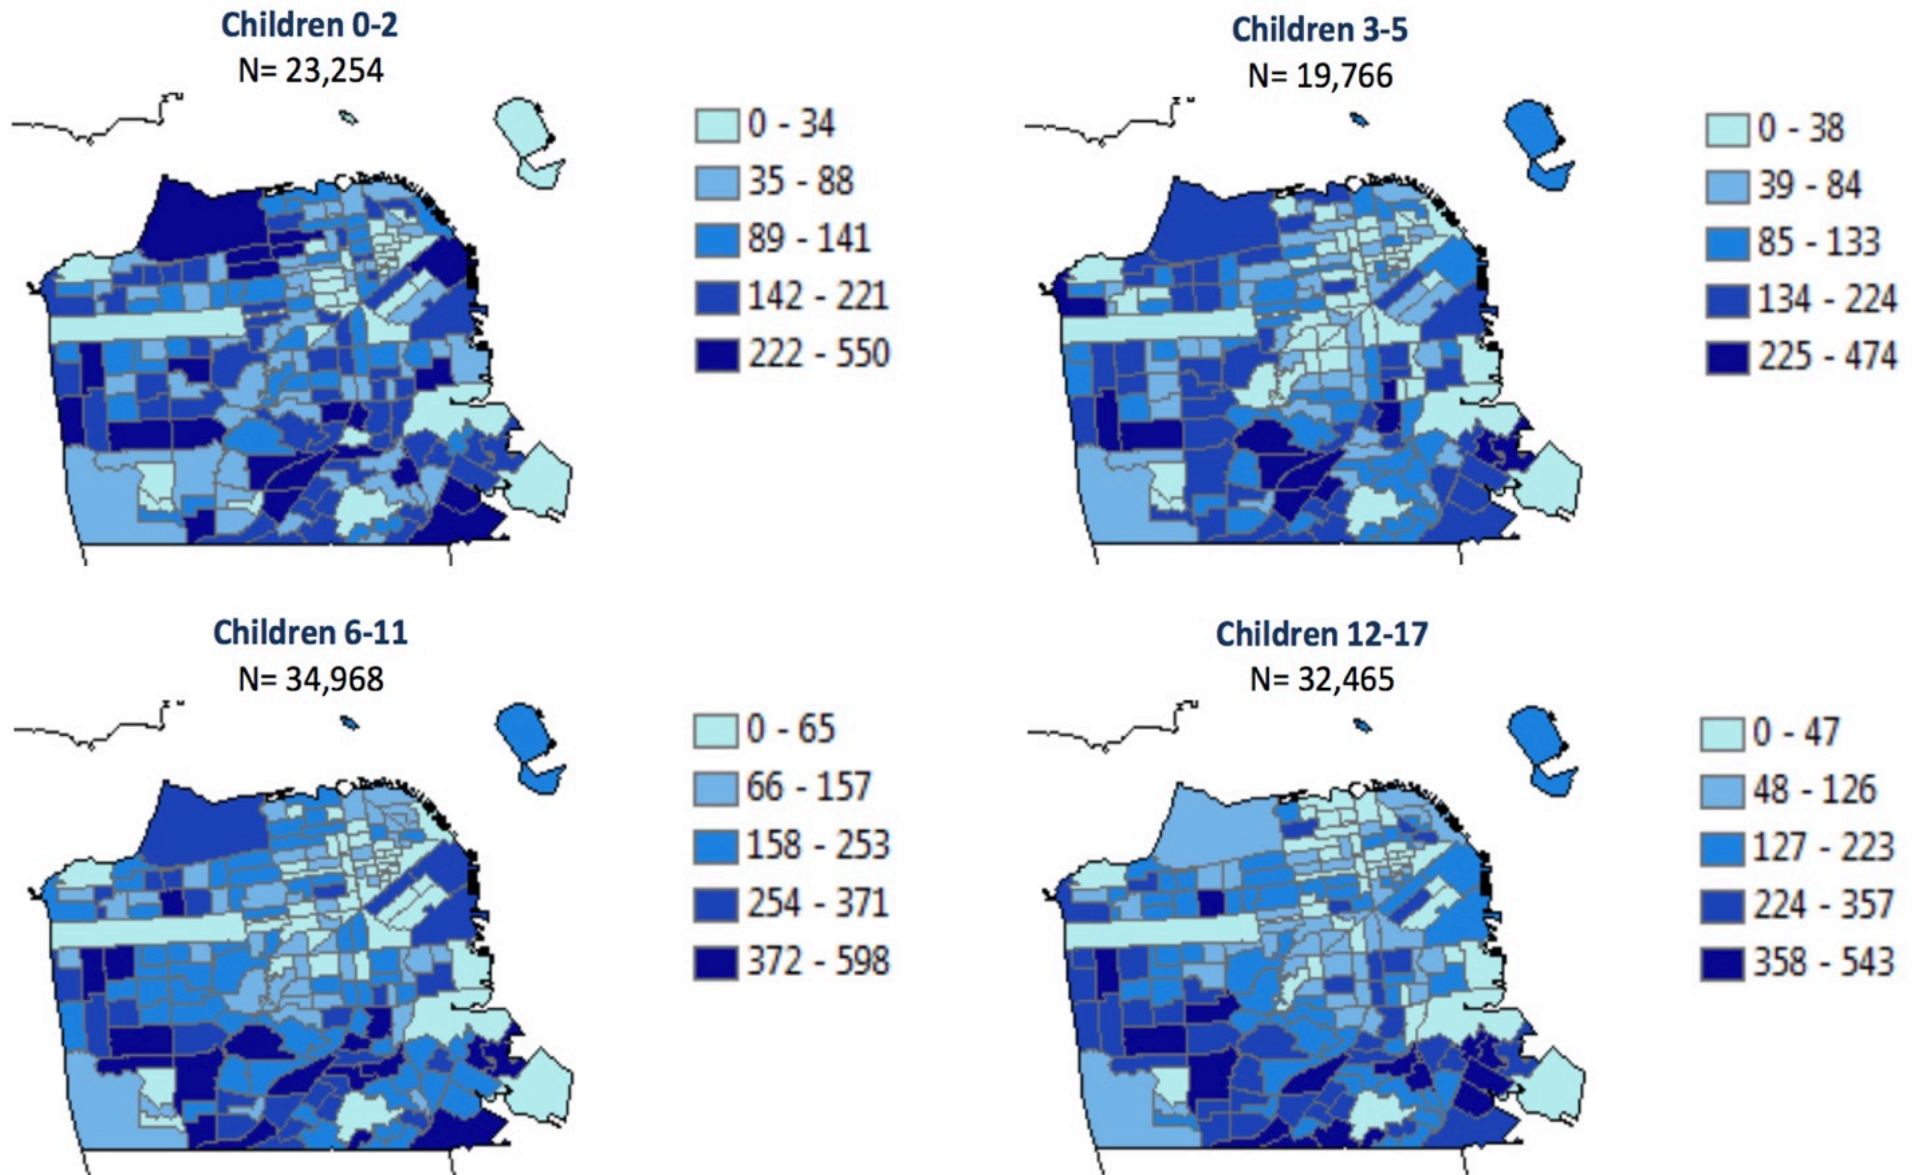 Children 0-2
N= 23,254
0 - 34
35 - 88
89 - 141
142 - 221
222 - 550
Children 3-5
N= 19,766
0 - 38
39 - 84
85 - 133
134 - 224
225 - 474
Children 6-11
N= 34,968
0 - 65
66 - 157
158 - 253
254 - 371
372 - 598
Children 12-17
N= 32,465
0 - 47
48 - 126
127 - 223
224 - 357
358 - 543